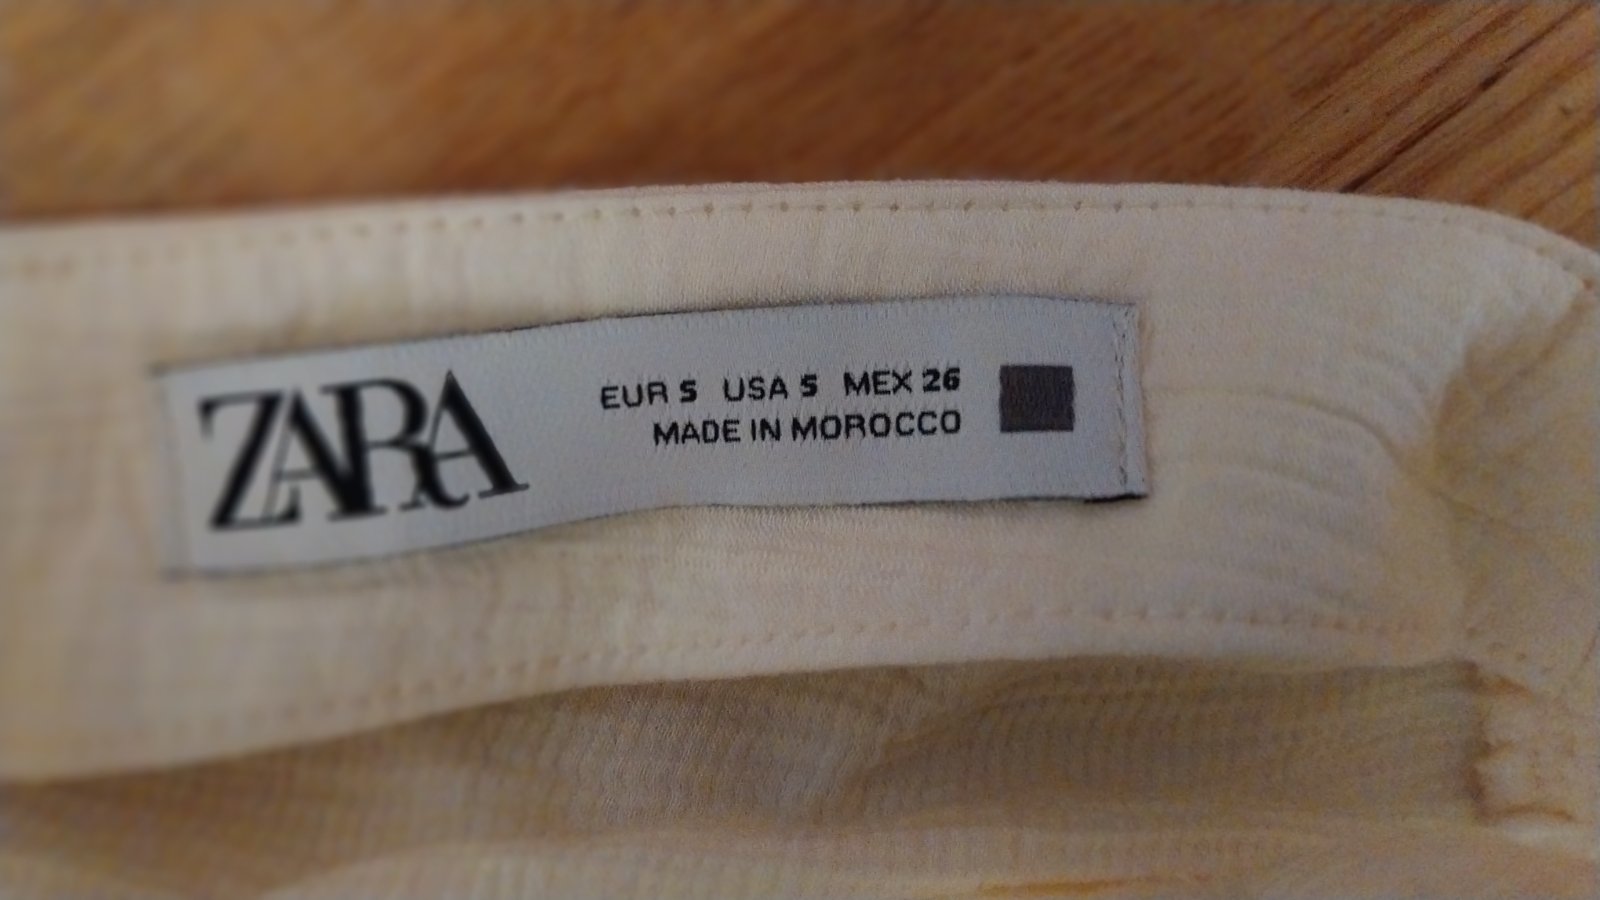 ZARA
EUR S USA S MEX 26
MADE IN MOROCCO